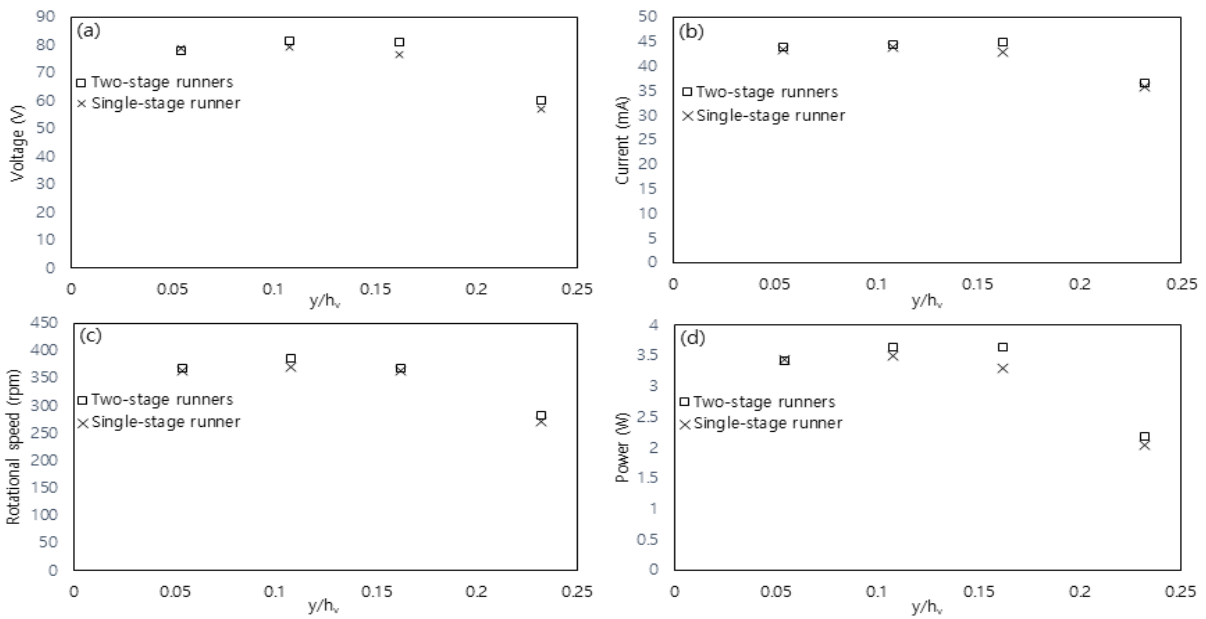 (a)
90
80
70
60
50
40
30
20
10
0
Voltage (V)
Two-stage runners
Single-stage runner
0 0.05 0.1 0.15 0.2 0.25
y/hᵥ
(b)
50
45
40
35
30
25
20
15
10
5
0
Current (mA)
Two-stage runners
Single-stage runner
0 0.05 0.1 0.15 0.2 0.25
y/hᵥ
(c)
450
400
350
300
250
200
150
100
50
0
Rotational speed (rpm)
Two-stage runners
Single-stage runner
0 0.05 0.1 0.15 0.2 0.25
y/hᵥ
(d)
4
3.5
3
2.5
2
1.5
1
0.5
0
Power (W)
Two-stage runners
Single-stage runner
0 0.05 0.1 0.15 0.2 0.25
y/hᵥ